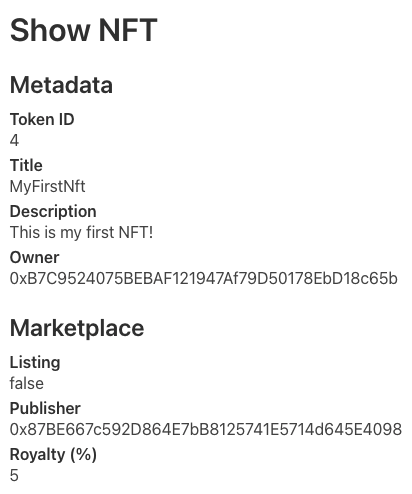 Show NFT
Metadata
Token ID
4
Title
MyFirstNft
Description
This is my first NFT!
Owner
0xB7C9524075BEBAF121947Af79D50178EbD18c65b
Marketplace
Listing
false
Publisher
0x87BE667c592D864E7bB8125741E5714d645E4098
Royalty (%)
5